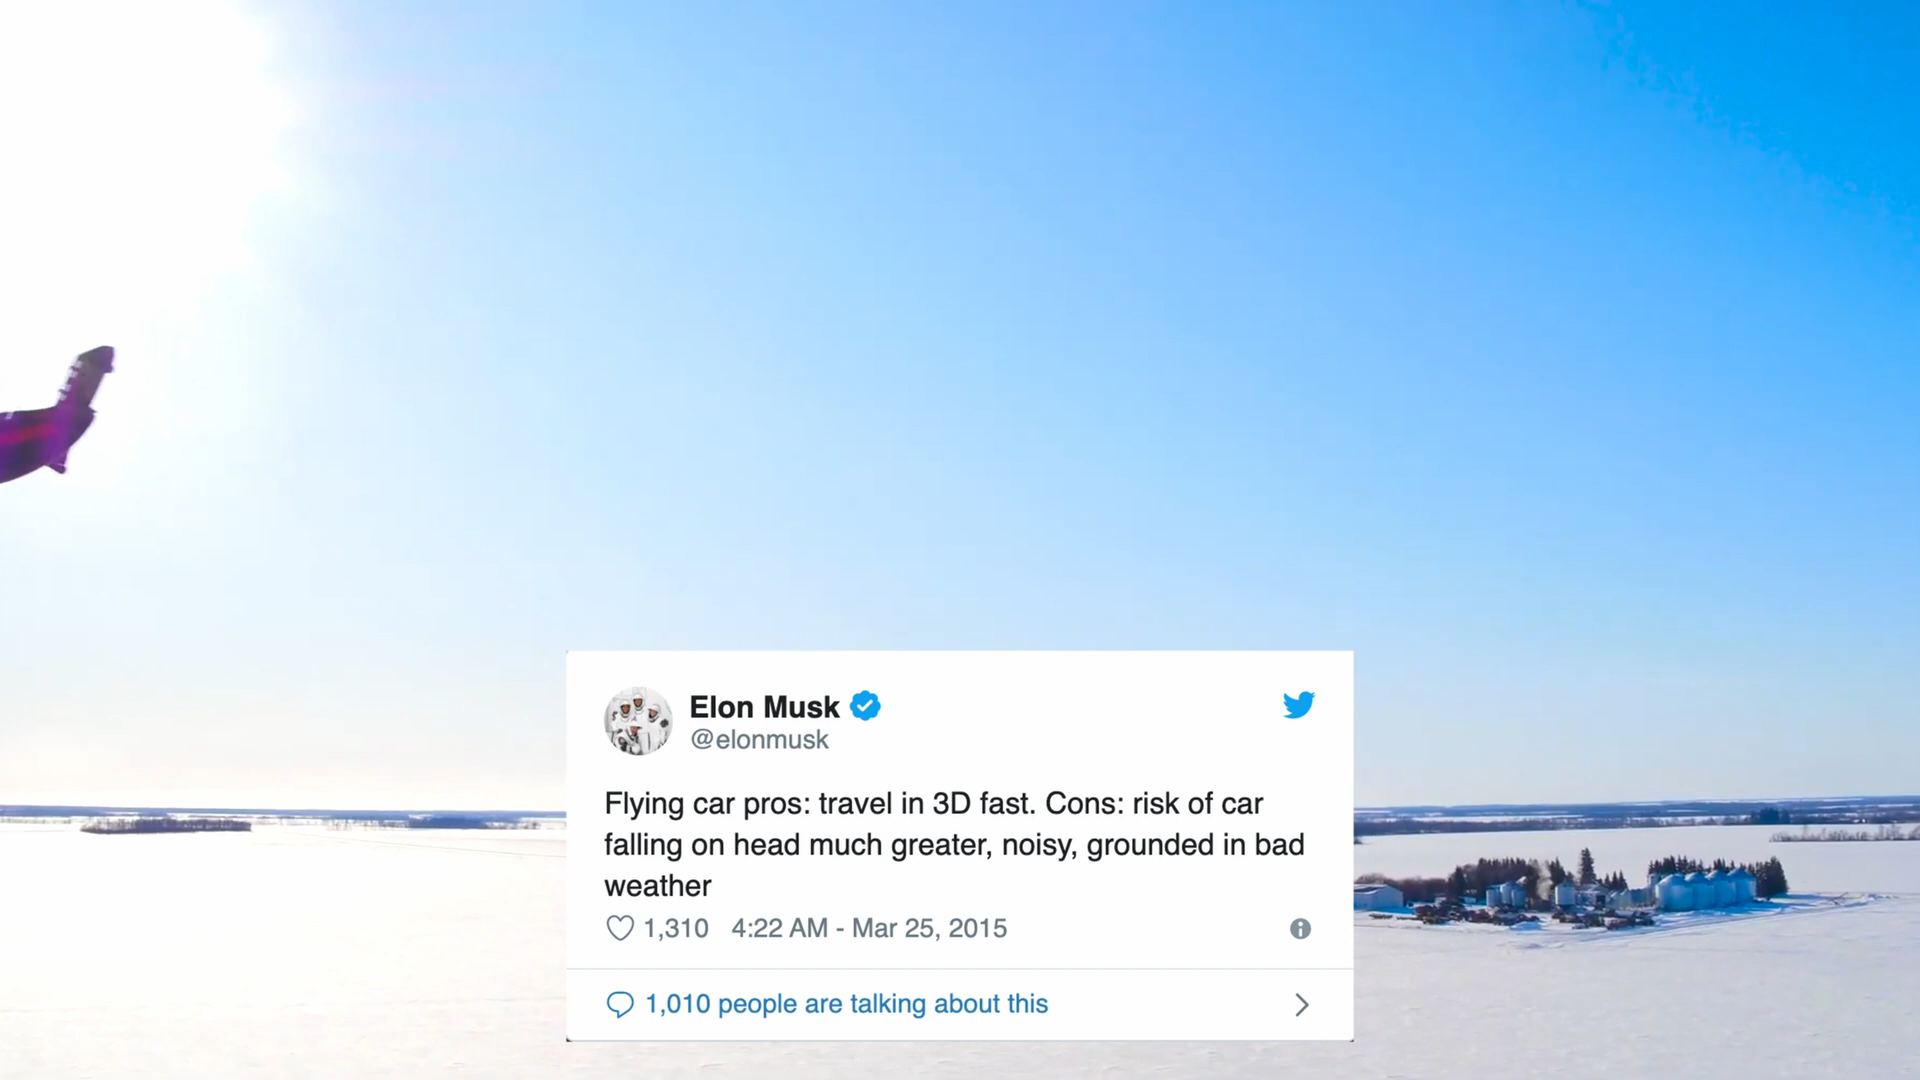 Elon Musk
@elonmusk
Flying car pros: travel in 3D fast. Cons: risk of car
falling on head much greater, noisy, grounded in bad
weather
1,310 4:22 AM - Mar 25, 2015
1,010 people are talking about this